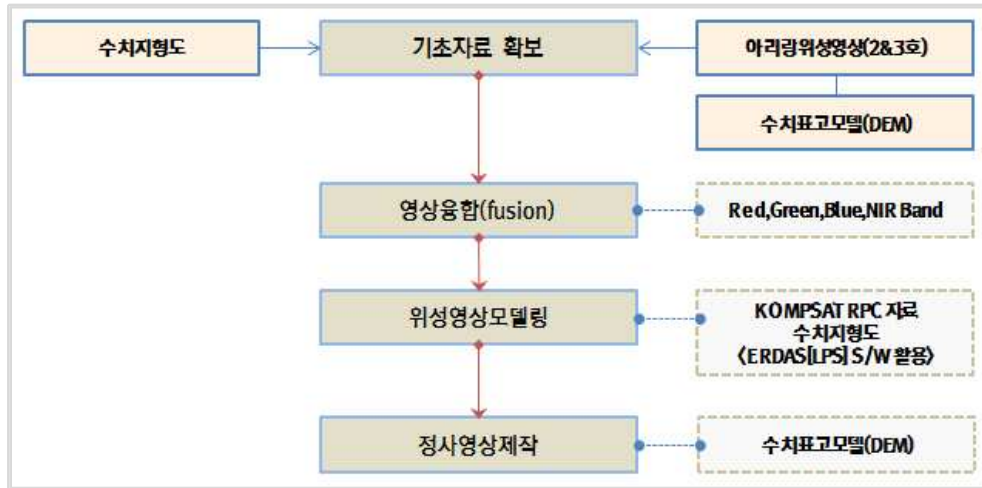 수치지형도
기초자료 확보
아리랑위성영상(2&3호)
수치표고모델(DEM)
영상융합(fusion)
Red,Green,Blue,NIR Band
위성영상모델링
KOMPSAT RPC 자료
수치지형도
<ERDAS[LPS] S/W 활용>
정사영상제작
수치표고모델(DEM)